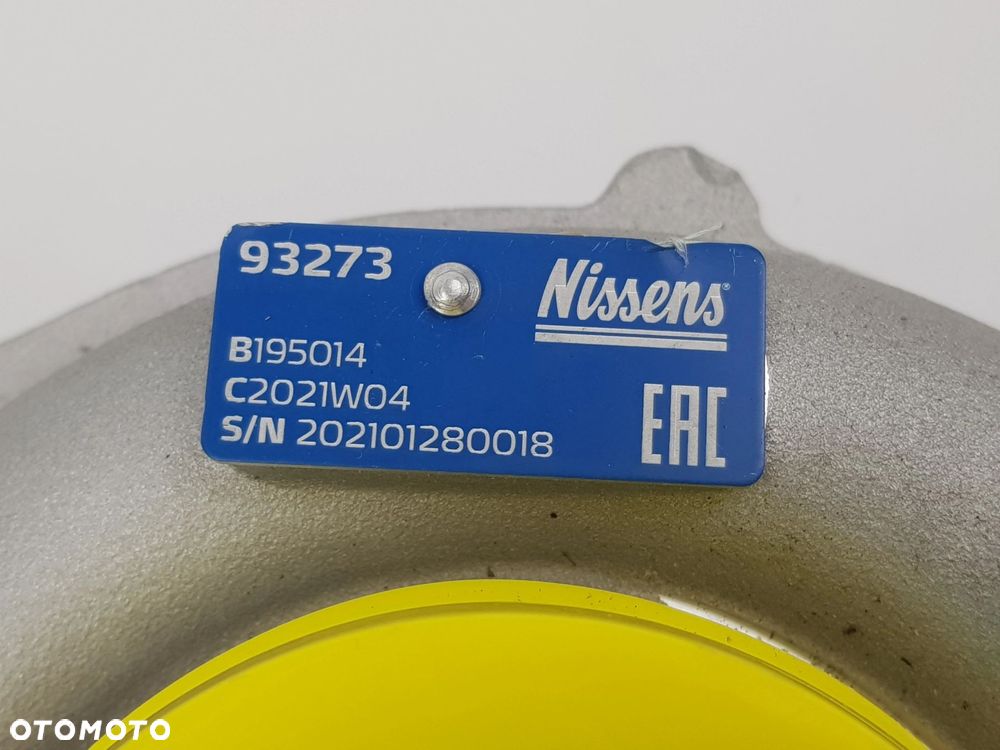 93273
Nissens®
B195014
C2021W04
S/N 202101280018
EAC
OTOMOTO